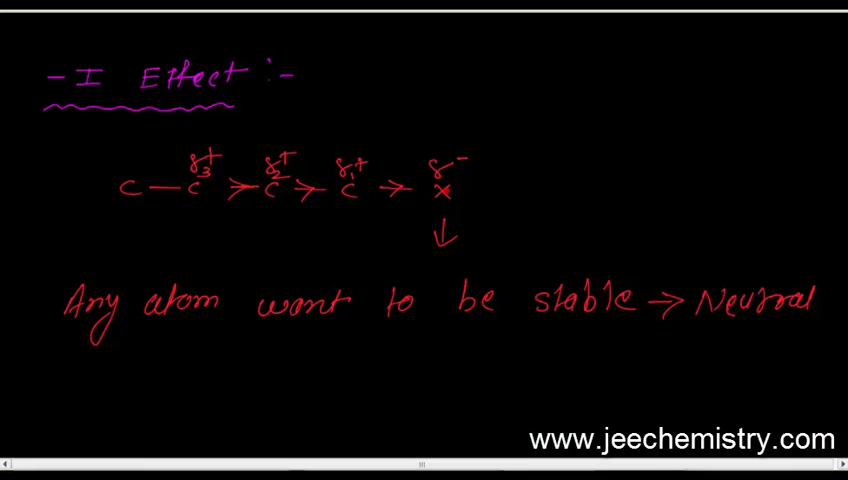 - I Effect :-
δ3+ δ2+ δ1+ δ-
C — C → C → C → X
↓
Any atom want to be stable → Neutral
www.jeechemistry.com